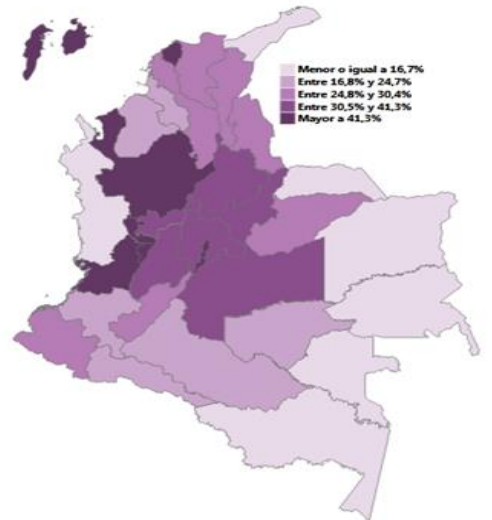 Menor o igual a 16,7%
Entre 16,8% y 24,7%
Entre 24,8% y 30,4%
Entre 30,5% y 41,3%
Mayor a 41,3%